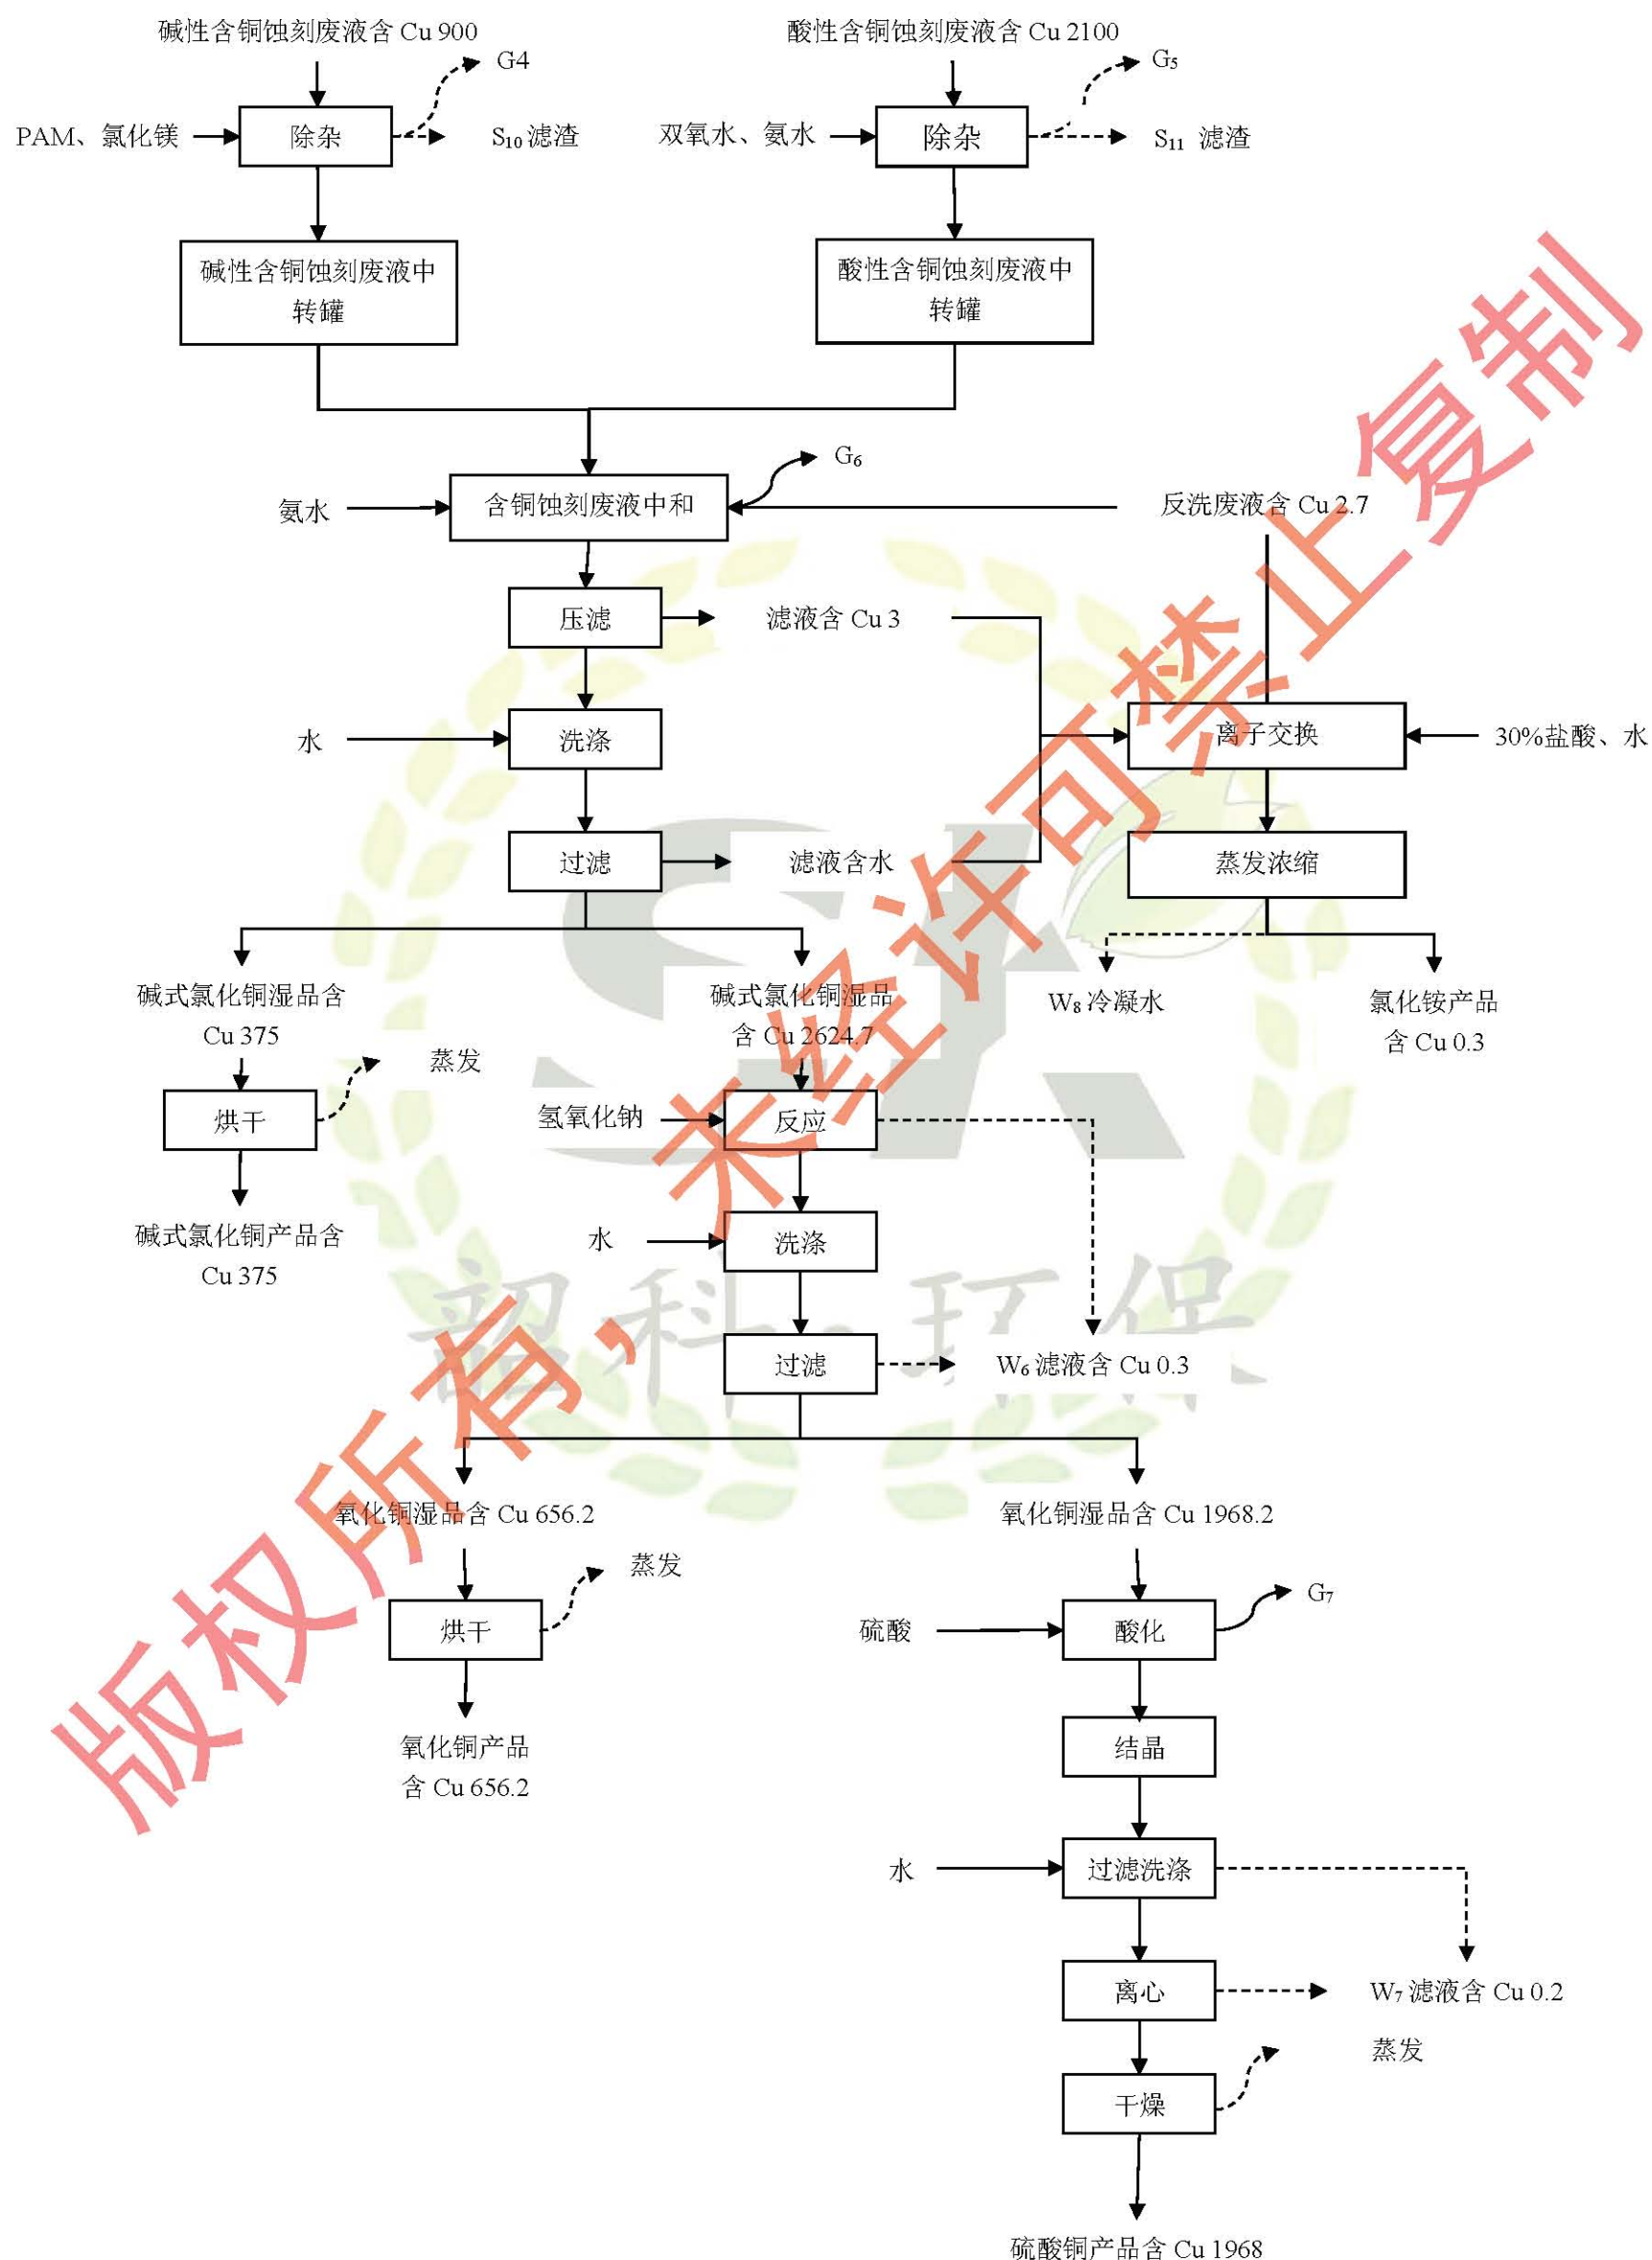 碱性含铜蚀刻废液含 Cu 900
酸性含铜蚀刻废液含 Cu 2100
G4
G₅
PAM、氯化镁
除杂
S₁₀ 滤渣
双氧水、氨水
除杂
S₁₁ 滤渣
碱性含铜蚀刻废液中
转罐
酸性含铜蚀刻废液中
转罐
G₆
氨水
含铜蚀刻废液中和
反洗废液含 Cu 2.7
压滤
滤液含 Cu 3
水
洗涤
离子交换
30%盐酸、水
过滤
滤液含水
蒸发浓缩
碱式氯化铜湿品含
Cu 375
碱式氯化铜湿品
含 Cu 2624.7
W₈ 冷凝水
氯化铵产品
含 Cu 0.3
蒸发
烘干
氢氧化钠
反应
碱式氯化铜产品含
Cu 375
水
洗涤
过滤
W₆ 滤液含 Cu 0.3
氧化铜湿品含 Cu 656.2
氧化铜湿品含 Cu 1968.2
蒸发
烘干
硫酸
酸化
G₇
氧化铜产品
含 Cu 656.2
结晶
水
过滤洗涤
离心
W₇ 滤液含 Cu 0.2
蒸发
干燥
硫酸铜产品含 Cu 1968
版权所有，未经许可禁止复制
SK
韶科·环保